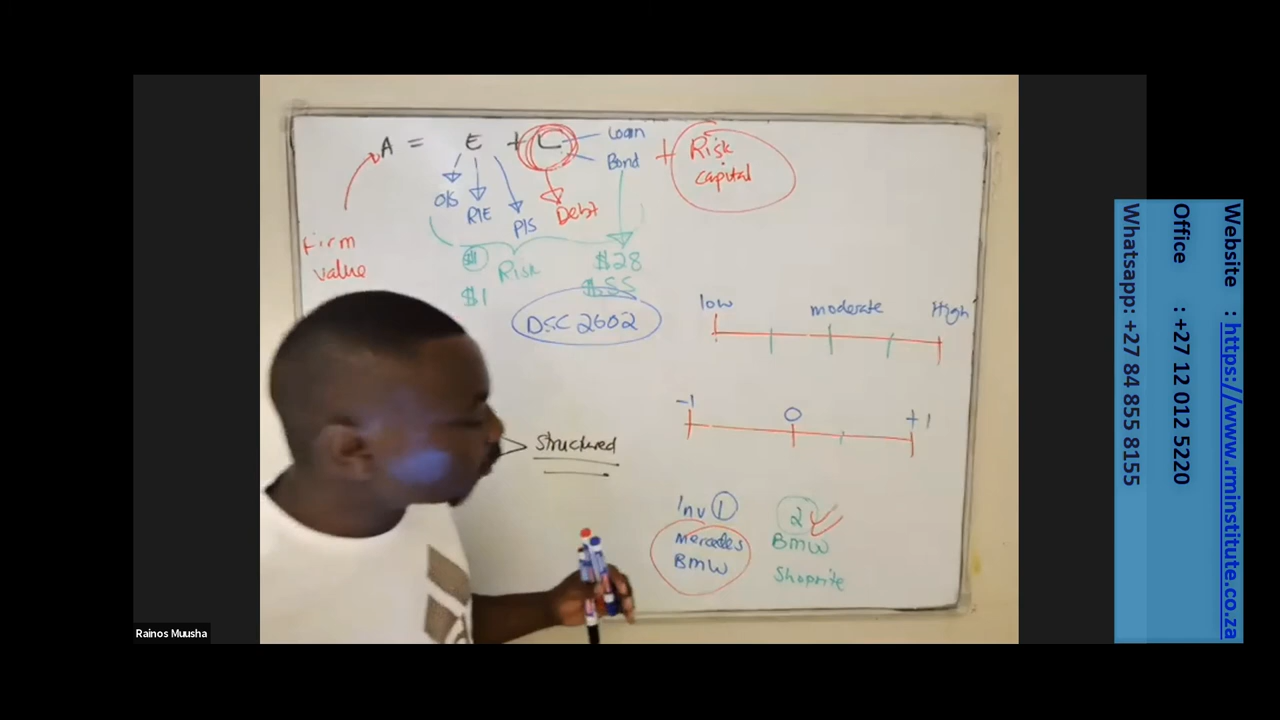 A = E + L Loan
Bond
+ Risk
capital
O/S
R/E
P/S
Debt
Firm
value
$1
Risk
$28
$55
DSC 2602
low moderate High
-1 0 +1
Structured
Inv 1 2
Mercedes
BMW
BMW
Shoprite
Rainos Muusha
Website : https://www.rminstitute.co.za
Office : +27 12 012 5220
Whatsapp: +27 84 855 8155